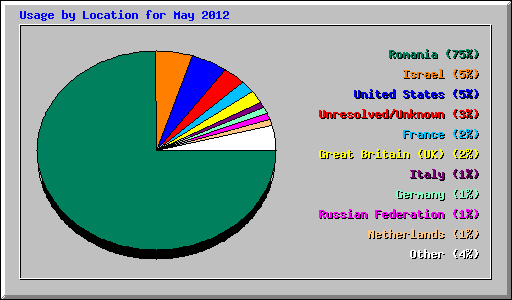 Usage by Location for May 2012
Romania (75%)
Israel (5%)
United States (5%)
Unresolved/Unknown (3%)
France (2%)
Great Britain (UK) (2%)
Italy (1%)
Germany (1%)
Russian Federation (1%)
Netherlands (1%)
Other (4%)